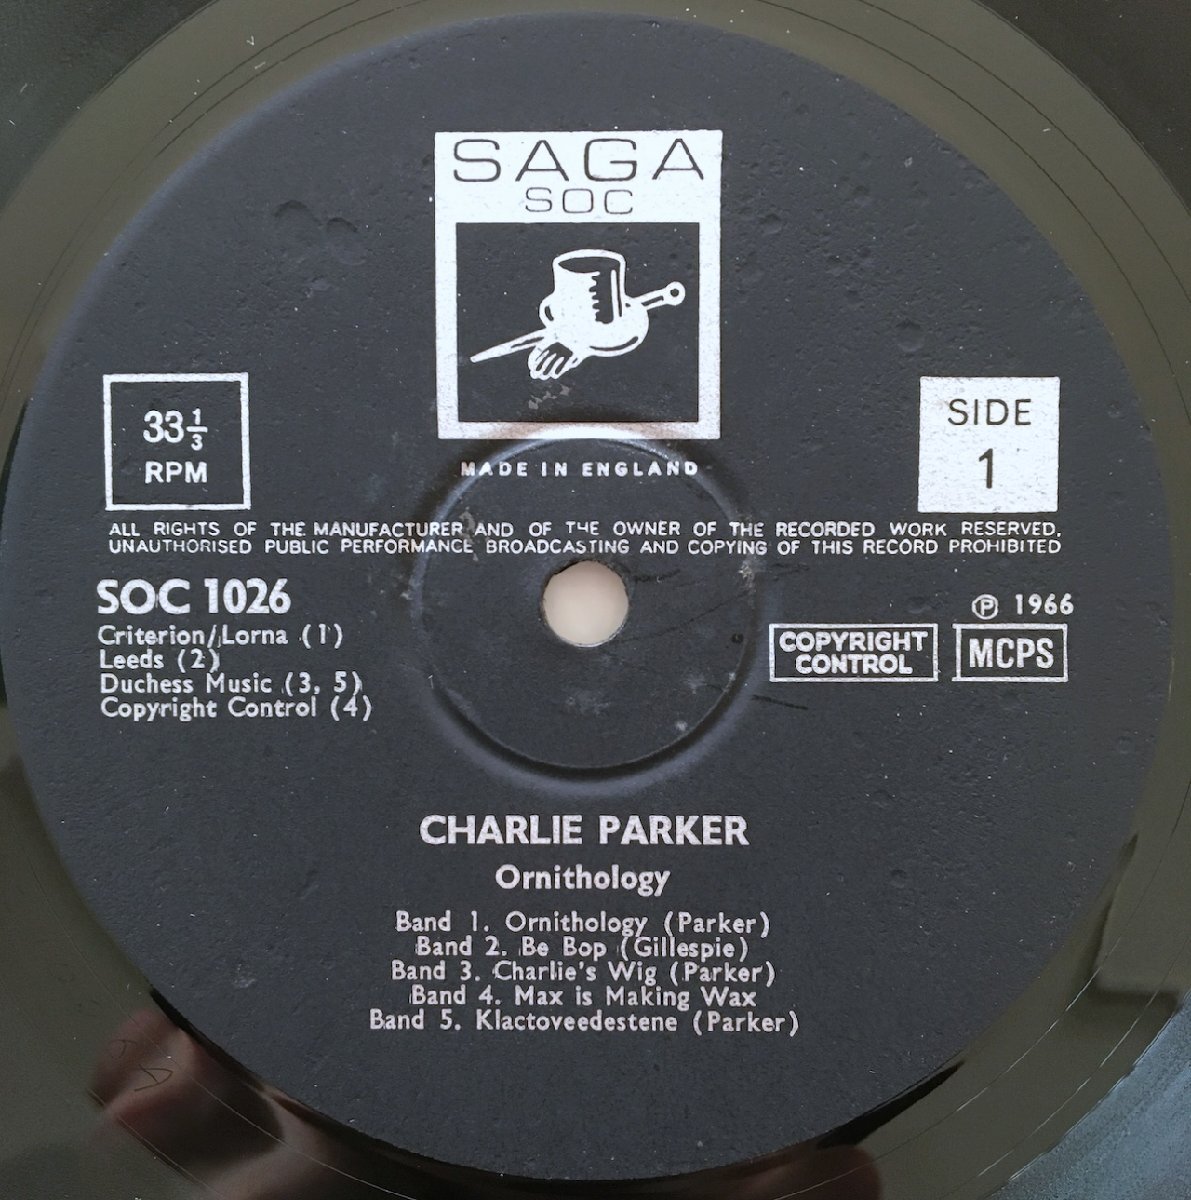 SAGA
SOC
33 1/3
RPM
SIDE
1
MADE IN ENGLAND
ALL RIGHTS OF THE MANUFACTURER AND OF THE OWNER OF THE RECORDED WORK RESERVED.
UNAUTHORISED PUBLIC PERFORMANCE BROADCASTING AND COPYING OF THIS RECORD PROHIBITED
SOC 1026
Criterion/Lorna (1)
Leeds (2)
Duchess Music (3, 5)
Copyright Control (4)
Ⓟ 1966
COPYRIGHT
CONTROL
MCPS
CHARLIE PARKER
Ornithology
Band 1. Ornithology (Parker)
Band 2. Be Bop (Gillespie)
Band 3. Charlie's Wig (Parker)
Band 4. Max is Making Wax
Band 5. Klactoveedestene (Parker)